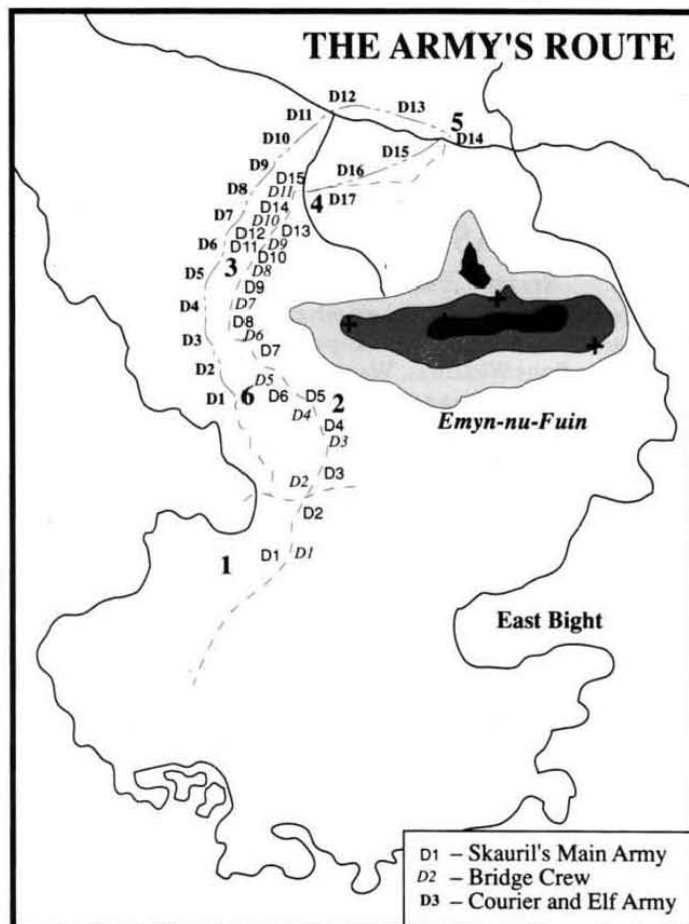 THE ARMY'S ROUTE
D12
D11
D13
5
D10
D14
D9
D15
D15
D8
D11
D16
4
D17
D7
D14
D10
D12
D13
D6
D11
D9
3
D10
D5
D8
D9
D4
D7
D8
D6
D3
D7
D2
D5
D1
6
D6
D5
2
D4
Emyn-nu-Fuin
D4
D3
D3
D2
D2
D1
D1
1
East Bight
D1 – Skauril's Main Army
D2 – Bridge Crew
D3 – Courier and Elf Army